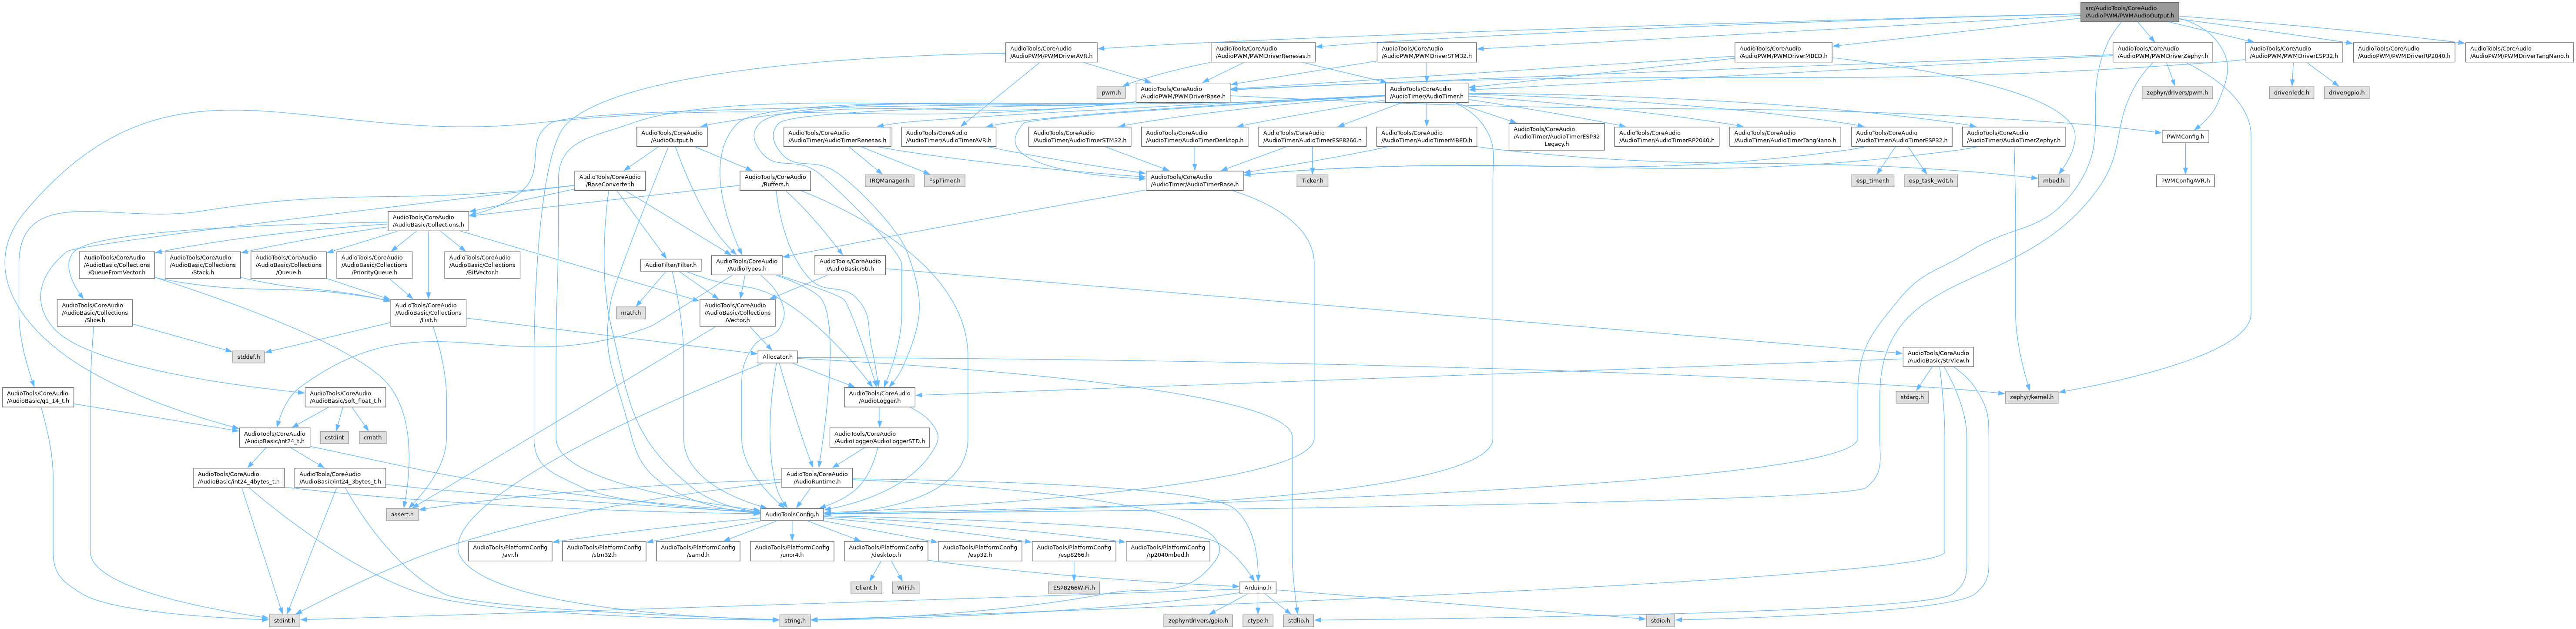 src/AudioTools/CoreAudio
/AudioPWM/PWMAudioOutput.h
AudioTools/CoreAudio
/AudioPWM/PWMDriverAVR.h
AudioTools/CoreAudio
/AudioPWM/PWMDriverRenesas.h
AudioTools/CoreAudio
/AudioPWM/PWMDriverSTM32.h
AudioTools/CoreAudio
/AudioPWM/PWMDriverMBED.h
AudioTools/CoreAudio
/AudioPWM/PWMDriverZephyr.h
AudioTools/CoreAudio
/AudioPWM/PWMDriverESP32.h
AudioTools/CoreAudio
/AudioPWM/PWMDriverRP2040.h
AudioTools/CoreAudio
/AudioPWM/PWMDriverTangNano.h
pwm.h
AudioTools/CoreAudio
/AudioPWM/PWMDriverBase.h
AudioTools/CoreAudio
/AudioTimer/AudioTimer.h
zephyr/drivers/pwm.h
driver/ledc.h
driver/gpio.h
AudioTools/CoreAudio
/AudioOutput.h
AudioTools/CoreAudio
/AudioTimer/AudioTimerRenesas.h
AudioTools/CoreAudio
/AudioTimer/AudioTimerAVR.h
AudioTools/CoreAudio
/AudioTimer/AudioTimerSTM32.h
AudioTools/CoreAudio
/AudioTimer/AudioTimerDesktop.h
AudioTools/CoreAudio
/AudioTimer/AudioTimerESP8266.h
AudioTools/CoreAudio
/AudioTimer/AudioTimerMBED.h
AudioTools/CoreAudio
/AudioTimer/AudioTimerESP32
Legacy.h
AudioTools/CoreAudio
/AudioTimer/AudioTimerRP2040.h
AudioTools/CoreAudio
/AudioTimer/AudioTimerTangNano.h
AudioTools/CoreAudio
/AudioTimer/AudioTimerESP32.h
AudioTools/CoreAudio
/AudioTimer/AudioTimerZephyr.h
PWMConfig.h
AudioTools/CoreAudio
/BaseConverter.h
AudioTools/CoreAudio
/Buffers.h
IRQManager.h
FspTimer.h
AudioTools/CoreAudio
/AudioTimer/AudioTimerBase.h
Ticker.h
esp_timer.h
esp_task_wdt.h
mbed.h
PWMConfigAVR.h
AudioTools/CoreAudio
/AudioBasic/Collections.h
AudioTools/CoreAudio
/AudioBasic/Collections
/QueueFromVector.h
AudioTools/CoreAudio
/AudioBasic/Collections
/Stack.h
AudioTools/CoreAudio
/AudioBasic/Collections
/Queue.h
AudioTools/CoreAudio
/AudioBasic/Collections
/PriorityQueue.h
AudioTools/CoreAudio
/AudioBasic/Collections
/BitVector.h
AudioFilter/Filter.h
AudioTools/CoreAudio
/AudioTypes.h
AudioTools/CoreAudio
/AudioBasic/Str.h
AudioTools/CoreAudio
/AudioBasic/Collections
/Slice.h
AudioTools/CoreAudio
/AudioBasic/Collections
/List.h
math.h
AudioTools/CoreAudio
/AudioBasic/Collections
/Vector.h
stddef.h
Allocator.h
AudioTools/CoreAudio
/AudioBasic/StrView.h
AudioTools/CoreAudio
/AudioBasic/q1_14_t.h
AudioTools/CoreAudio
/AudioBasic/soft_float_t.h
AudioTools/CoreAudio
/AudioLogger.h
stdarg.h
zephyr/kernel.h
AudioTools/CoreAudio
/AudioBasic/int24_t.h
cstdint
cmath
AudioTools/CoreAudio
/AudioLogger/AudioLoggerSTD.h
AudioTools/CoreAudio
/AudioBasic/int24_4bytes_t.h
AudioTools/CoreAudio
/AudioBasic/int24_3bytes_t.h
AudioTools/CoreAudio
/AudioRuntime.h
assert.h
AudioToolsConfig.h
AudioTools/PlatformConfig
/avr.h
AudioTools/PlatformConfig
/stm32.h
AudioTools/PlatformConfig
/samd.h
AudioTools/PlatformConfig
/unor4.h
AudioTools/PlatformConfig
/desktop.h
AudioTools/PlatformConfig
/esp32.h
AudioTools/PlatformConfig
/esp8266.h
AudioTools/PlatformConfig
/rp2040mbed.h
Client.h
WiFi.h
ESP8266WiFi.h
Arduino.h
stdint.h
string.h
zephyr/drivers/gpio.h
ctype.h
stdlib.h
stdio.h